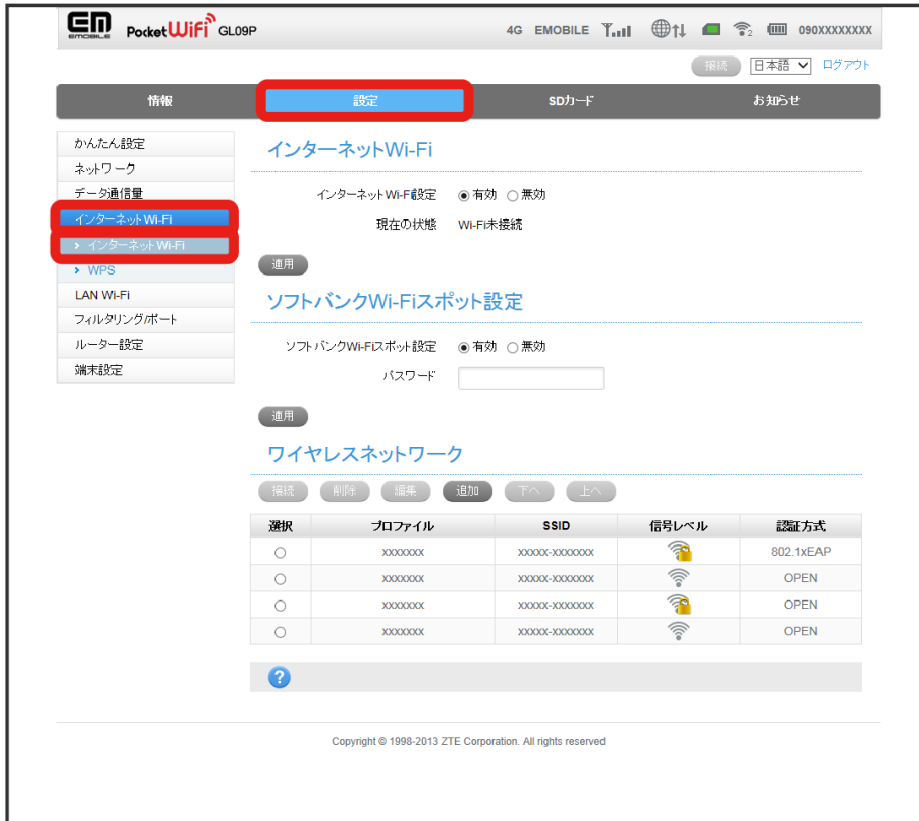 EM EMOBILE Pocket WiFi GL09P 4G EMOBILE 2 090XXXXXXXX
接続 日本語 ログアウト
情報 設定 SDカード お知らせ
かんたん設定
ネットワーク
データ通信量
インターネットWi-Fi
› インターネットWi-Fi
› WPS
LAN Wi-Fi
フィルタリング/ポート
ルーター設定
端末設定
インターネットWi-Fi
インターネットWi-Fi設定 有効 無効
現在の状態 Wi-Fi未接続
適用
ソフトバンクWi-Fiスポット設定
ソフトバンクWi-Fiスポット設定 有効 無効
パスワード
適用
ワイヤレスネットワーク
接続 削除 編集 追加 下へ 上へ
選択 プロファイル SSID 信号レベル 認証方式
xxxxxxx xxxxx-xxxxxxx 802.1xEAP
xxxxxxx xxxxx-xxxxxxx OPEN
xxxxxxx xxxxx-xxxxxxx OPEN
xxxxxxx xxxxx-xxxxxxx OPEN
?
Copyright © 1998-2013 ZTE Corporation. All rights reserved